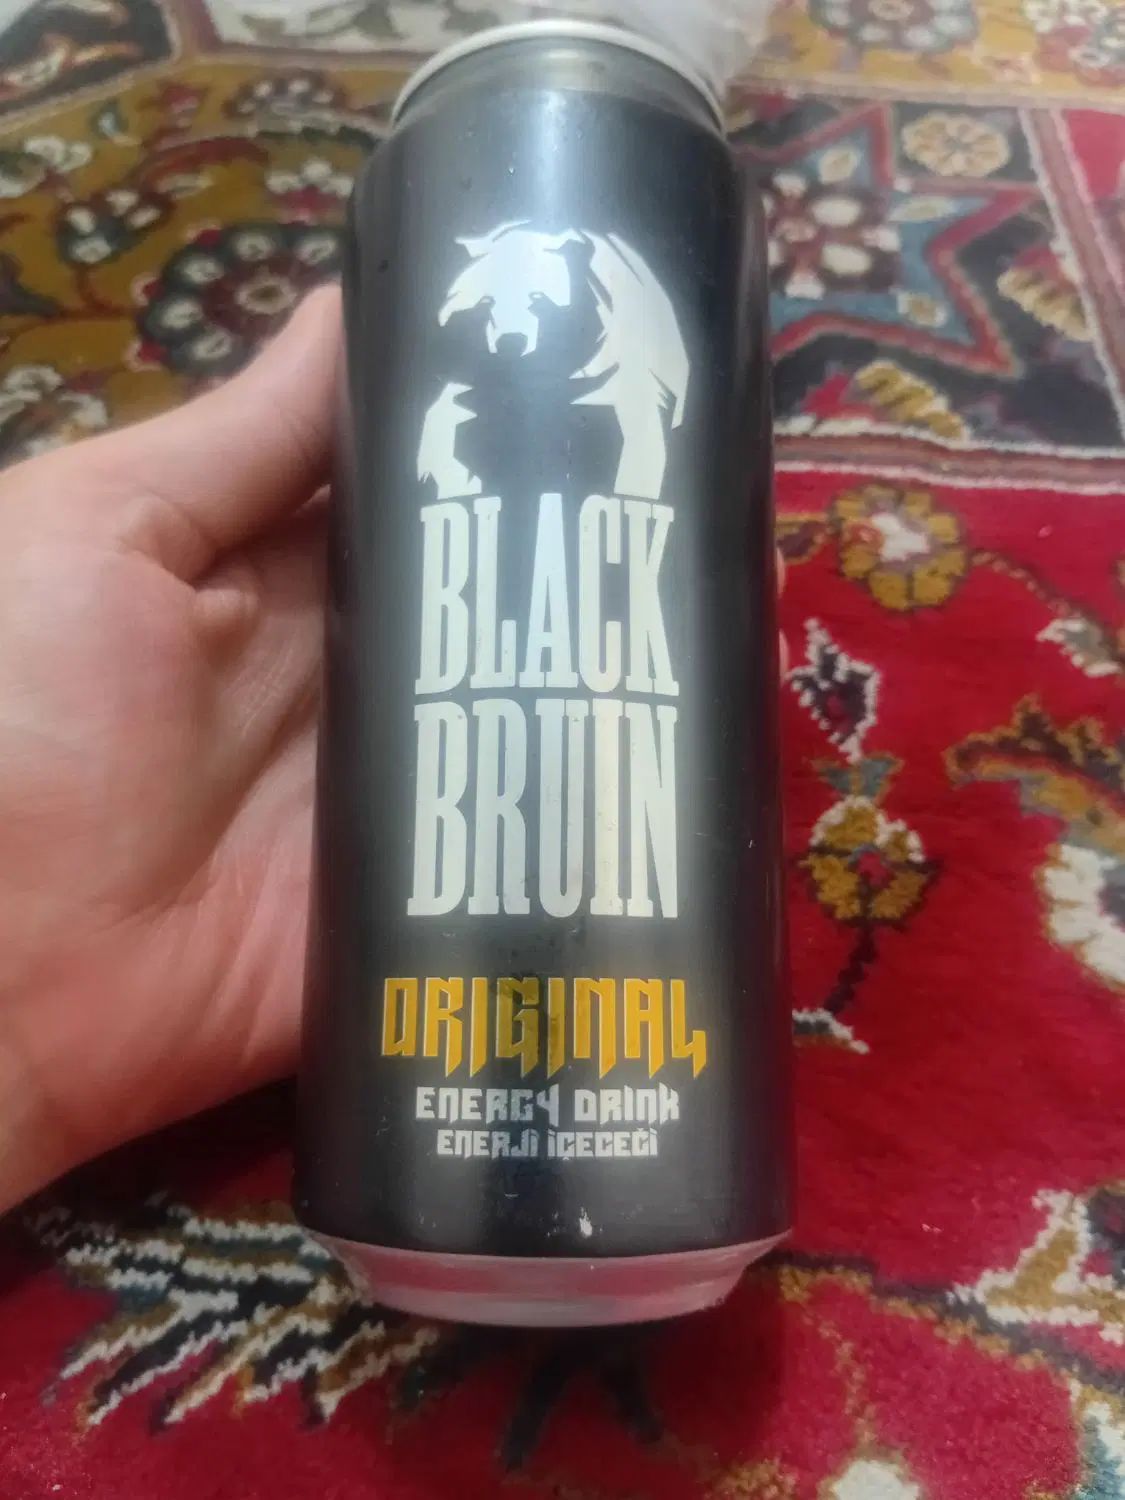 BLACK
BRUIN
ORIGINAL
ENERGY DRINK
ENERJİ İÇECEĞİ